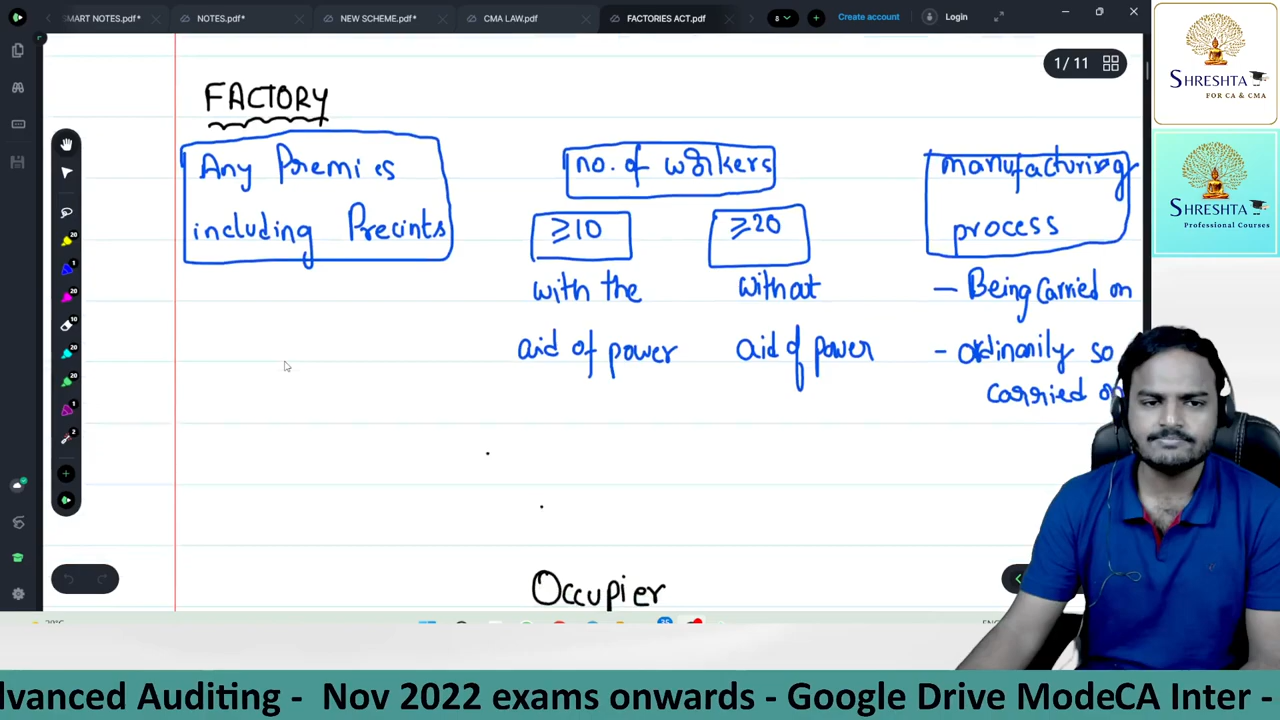 SMART NOTES.pdf*
NOTES.pdf*
NEW SCHEME.pdf*
CMA LAW.pdf
FACTORIES ACT.pdf
8
Create account
Login
1/11
SHRESHTA
FOR CA & CMA
SHRESHTA
Professional Courses
FACTORY
Any Premises
including Precints
no. of workers
≥10
≥20
with the
without
aid of power
aid of power
manufacturing
process
— Being Carried on
- ordinarily so
carried on
Occupier
dvanced Auditing - Nov 2022 exams onwards - Google Drive ModeCA Inter -